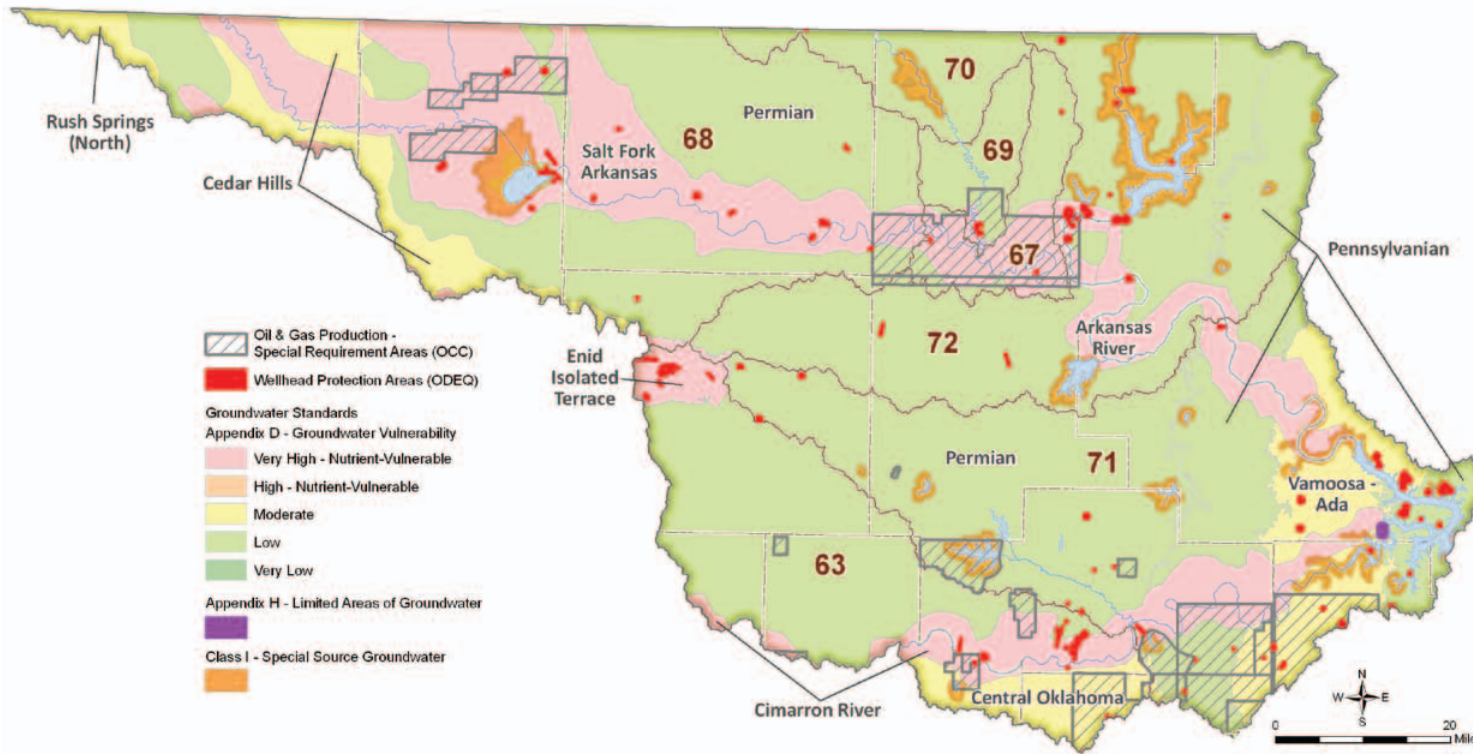 70
Permian
68
69
Rush Springs
(North)
Salt Fork
Arkansas
Cedar Hills
67
Pennsylvanian
Oil & Gas Production -
Special Requirement Areas (OCC)
Wellhead Protection Areas (ODEQ)
Groundwater Standards
Appendix D - Groundwater Vulnerability
Very High - Nutrient-Vulnerable
High - Nutrient-Vulnerable
Moderate
Low
Very Low
Appendix H - Limited Areas of Groundwater
Class I - Special Source Groundwater
Enid
Isolated
Terrace
72
Arkansas
River
Permian
71
Vamoosa -
Ada
63
Central Oklahoma
Cimarron River
N
W E
S
0 20
Mile